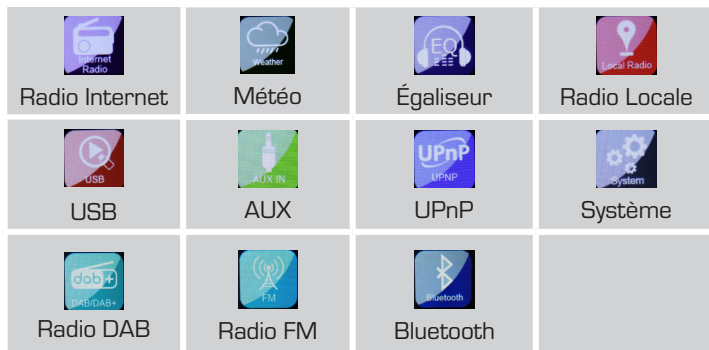 Internet
Radio
Radio Internet
Weather
Météo
EQ
Égaliseur
Local Radio
Radio Locale
USB
USB
AUX IN
AUX
UPnP
UPNP
UPnP
System
Système
dab+
DAB/DAB+
Radio DAB
FM
Radio FM
Bluetooth
Bluetooth